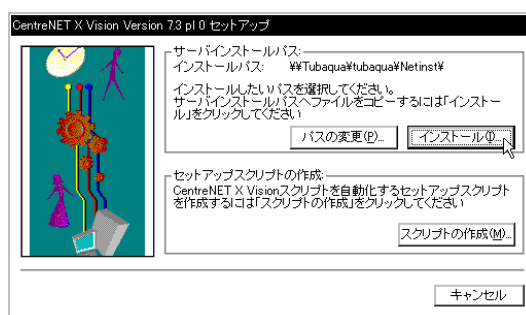 CentreNET X Vision Version 7.3 pl 0 セットアップ
サーバインストールパス:
インストールパス: ¥¥Tubaqua¥tubaqua¥Netinst¥
インストールしたいパスを選択してください。
サーバインストールパスへファイルをコピーするには「インストー
ル」をクリックしてください
パスの変更(P)... インストール(I)...
セットアップスクリプトの作成:
CentreNET X Visionスクリプトを自動化するセットアップスクリプト
を作成するには「スクリプトの作成」をクリックしてください
スクリプトの作成(M)...
キャンセル